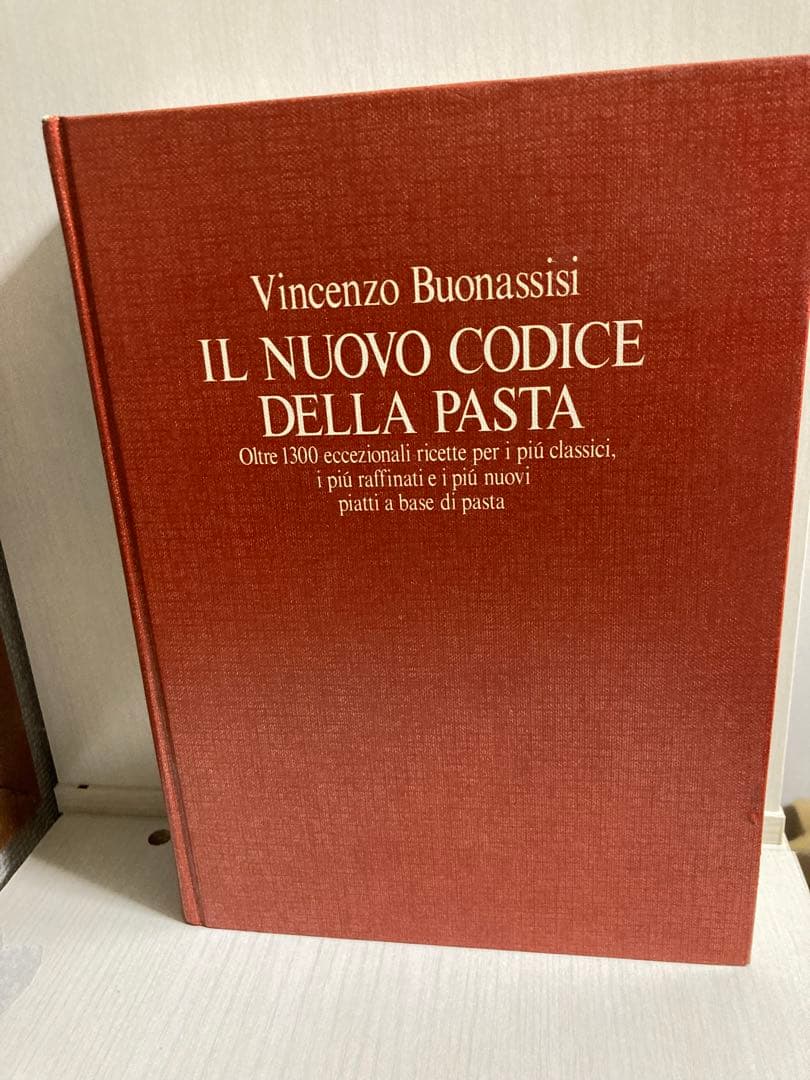 Vincenzo Buonassisi
IL NUOVO CODICE
DELLA PASTA
Oltre 1300 eccezionali ricette per i piú classici,
i piú raffinati e i piú nuovi
piatti a base di pasta